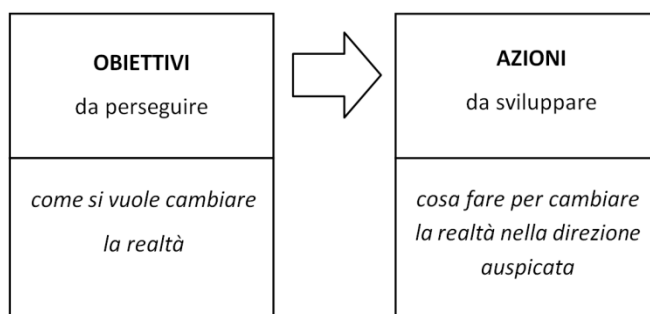 OBIETTIVI
da perseguire
come si vuole cambiare
la realtà
AZIONI
da sviluppare
cosa fare per cambiare
la realtà nella direzione
auspicata